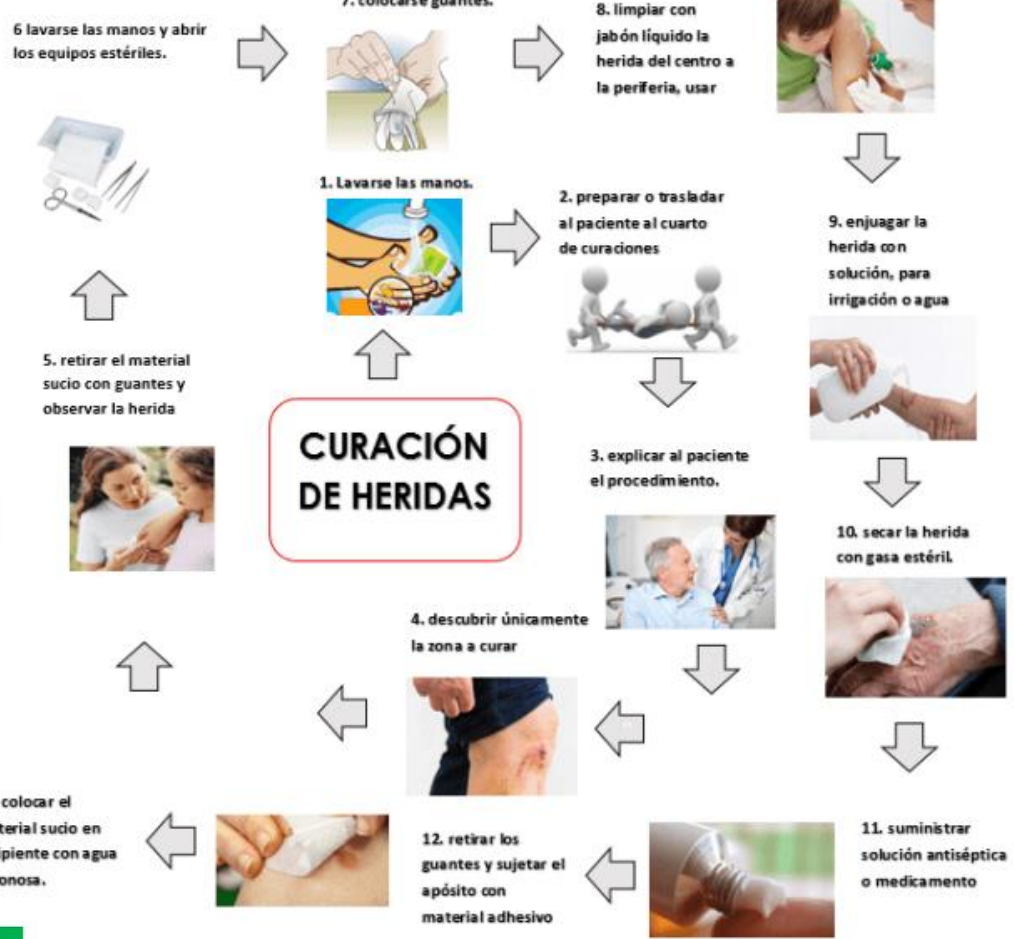 CURACIÓN
DE HERIDAS
1. Lavarse las manos.
2. preparar o trasladar
al paciente al cuarto
de curaciones
3. explicar al paciente
el procedimiento.
4. descubrir únicamente
la zona a curar
5. retirar el material
sucio con guantes y
observar la herida
6 lavarse las manos y abrir
los equipos estériles.
7. colocarse guantes.
8. limpiar con
jabón líquido la
herida del centro a
la periferia, usar
9. enjuagar la
herida con
solución, para
irrigación o agua
10. secar la herida
con gasa estéril.
11. suministrar
solución antiséptica
o medicamento
12. retirar los
guantes y sujetar el
apósito con
material adhesivo
colocar el
sucio en
con agua